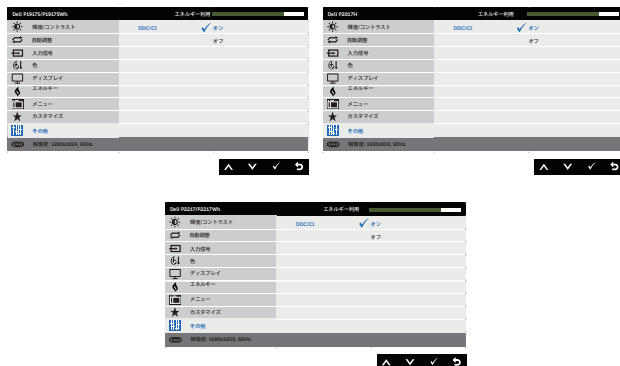 Dell P1917S/P1917SWh エネルギー利用
輝度/コントラスト DDC/CI オン
自動調整 オフ
入力信号
色
ディスプレイ
エネルギー
メニュー
カスタマイズ
その他
解像度: 1280x1024, 60Hz
Dell P2017H エネルギー利用
輝度/コントラスト DDC/CI オン
自動調整 オフ
入力信号
色
ディスプレイ
エネルギー
メニュー
カスタマイズ
その他
解像度: 1600x900, 60Hz
Dell P2217/P2217Wh エネルギー利用
輝度/コントラスト DDC/CI オン
自動調整 オフ
入力信号
色
ディスプレイ
エネルギー
メニュー
カスタマイズ
その他
解像度: 1680x1050, 60Hz